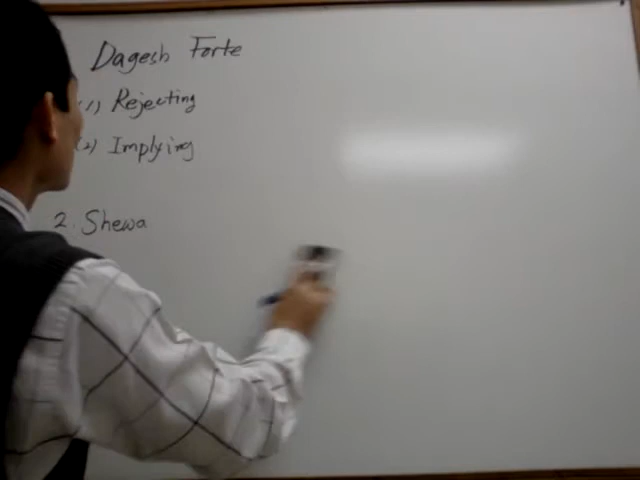 Dagesh Forte
(1) Rejecting
(2) Implying
2. Shewa